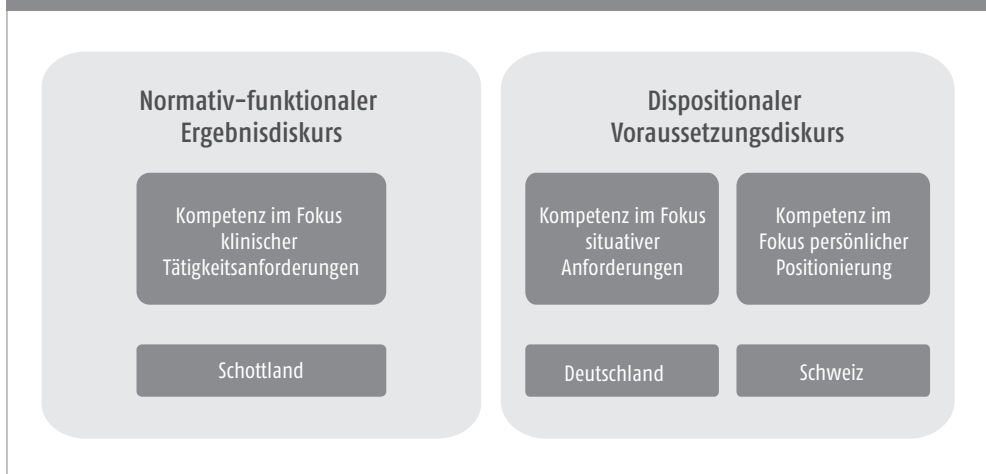 Normativ-funktionaler
Ergebnisdiskurs
Kompetenz im Fokus
klinischer
Tätigkeitsanforderungen
Schottland
Dispositionaler
Voraussetzungsdiskurs
Kompetenz im Fokus
situativer
Anforderungen
Deutschland
Kompetenz im
Fokus persönlicher
Positionierung
Schweiz